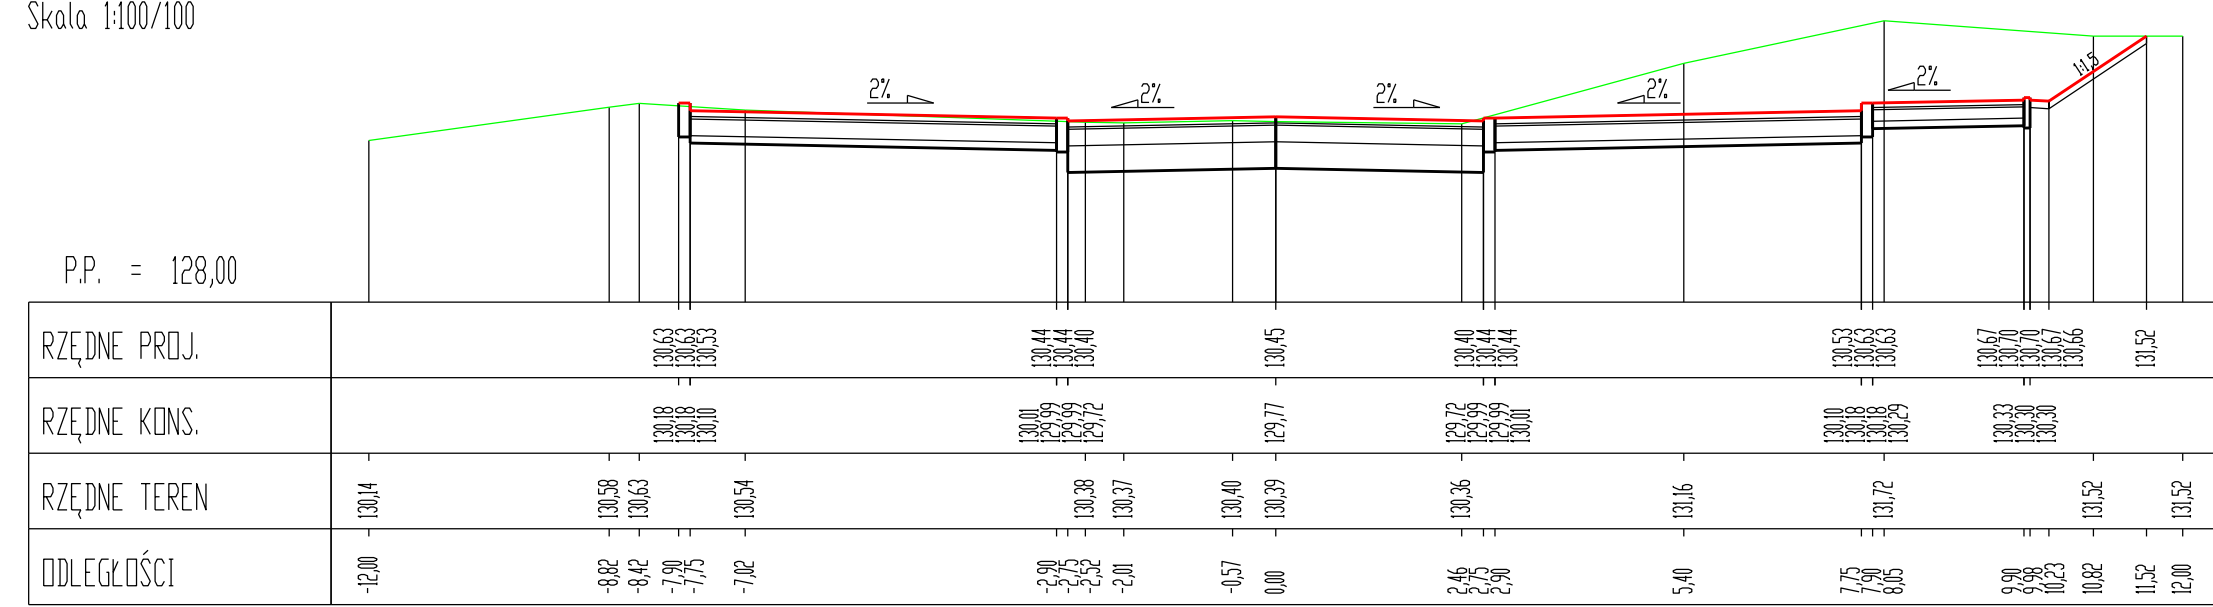 Skala 1:100/100
2% 2% 2% 2% 2% 1:1,5
P.P. = 128,00
RZĘDNE PROJ. 130,63 130,63 130,53 130,44 130,44 130,40 130,45 130,40 130,44 130,44 130,53 130,63 130,63 130,67 130,70 130,70 130,67 130,66 131,52
RZĘDNE KONS. 130,18 130,18 130,10 130,01 129,99 129,99 129,72 129,77 129,72 129,99 129,99 130,01 130,10 130,18 130,18 130,29 130,33 130,30 130,30
RZĘDNE TEREN 130,14 130,58 130,63 130,54 130,38 130,37 130,40 130,39 130,36 131,16 131,72 131,52 131,52
ODLEGŁOŚCI -12,00 -8,82 -8,42 -7,90 -7,75 -7,02 -2,90 -2,75 -2,52 -2,01 -0,57 0,00 2,46 2,75 2,90 5,40 7,75 7,90 8,05 9,90 9,98 10,23 10,82 11,52 12,00